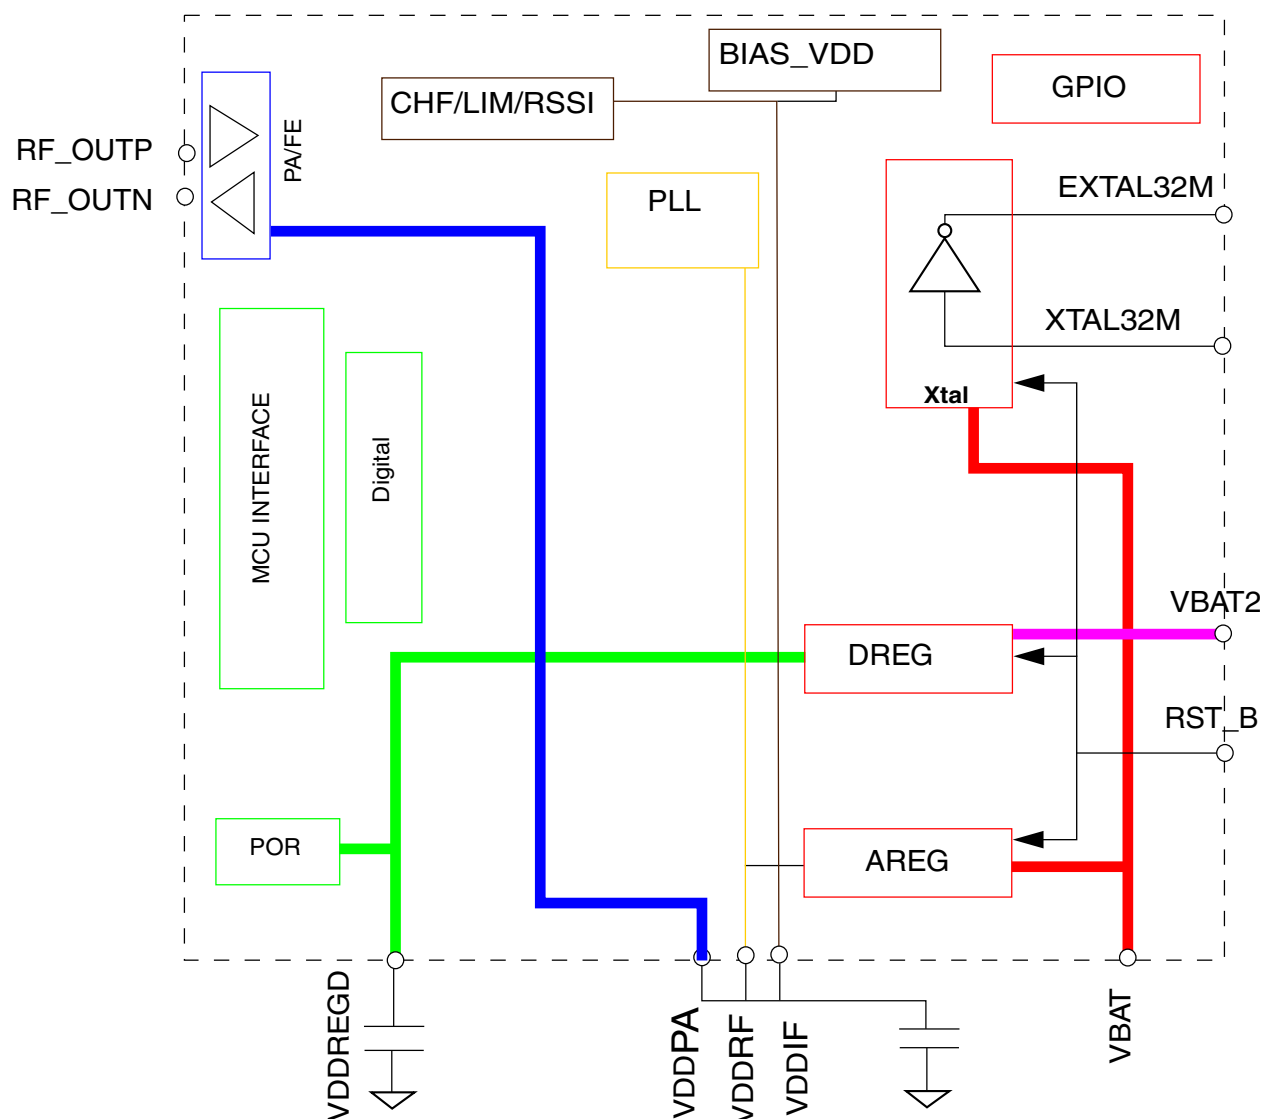 BIAS_VDD
CHF/LIM/RSSI
GPIO
PA/FE
RF_OUTP
RF_OUTN
PLL
EXTAL32M
XTAL32M
Xtal
MCU INTERFACE
Digital
VBAT2
DREG
RST_B
POR
AREG
VDDREGD
VDDPA
VDDRF
VDDIF
VBAT